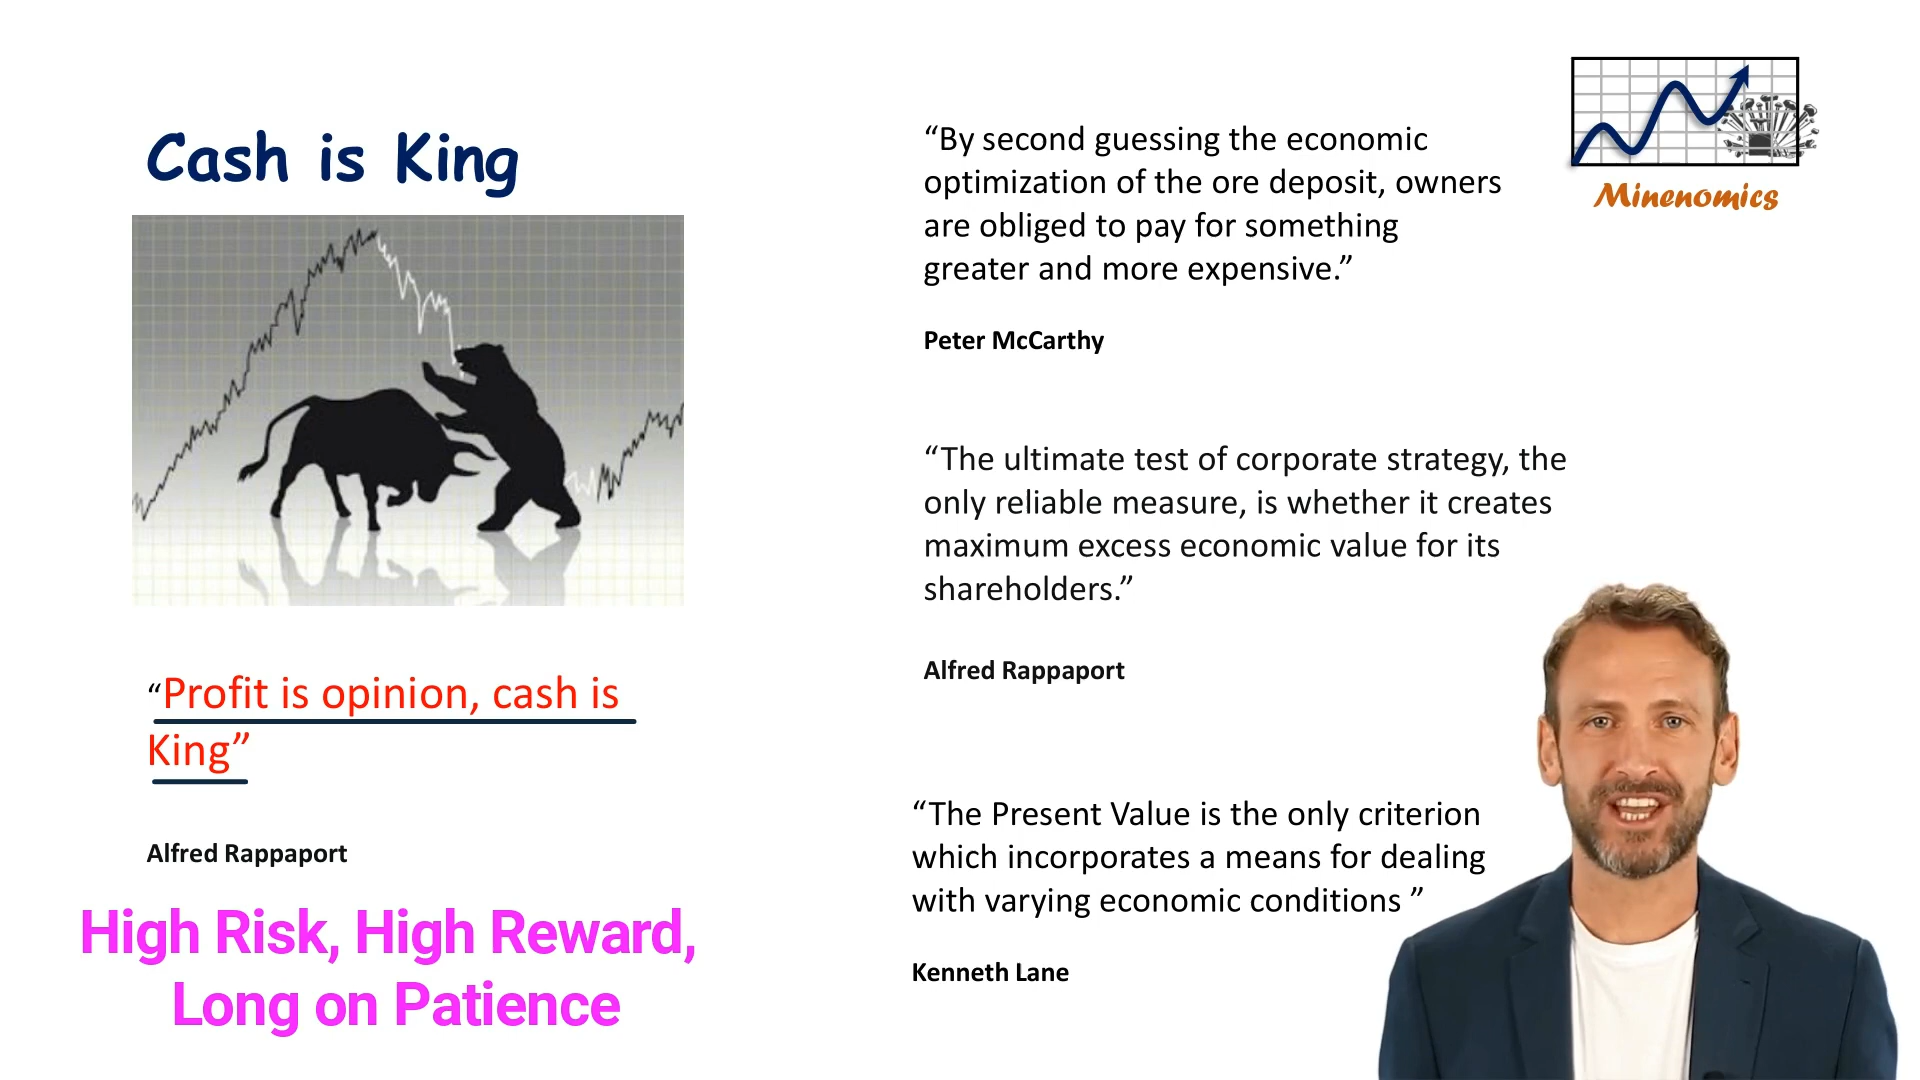 Cash is King
“Profit is opinion, cash is
King”
Alfred Rappaport
High Risk, High Reward,
Long on Patience
“By second guessing the economic
optimization of the ore deposit, owners
are obliged to pay for something
greater and more expensive.”
Peter McCarthy
“The ultimate test of corporate strategy, the
only reliable measure, is whether it creates
maximum excess economic value for its
shareholders.”
Alfred Rappaport
“The Present Value is the only criterion
which incorporates a means for dealing
with varying economic conditions ”
Kenneth Lane
Minenomics